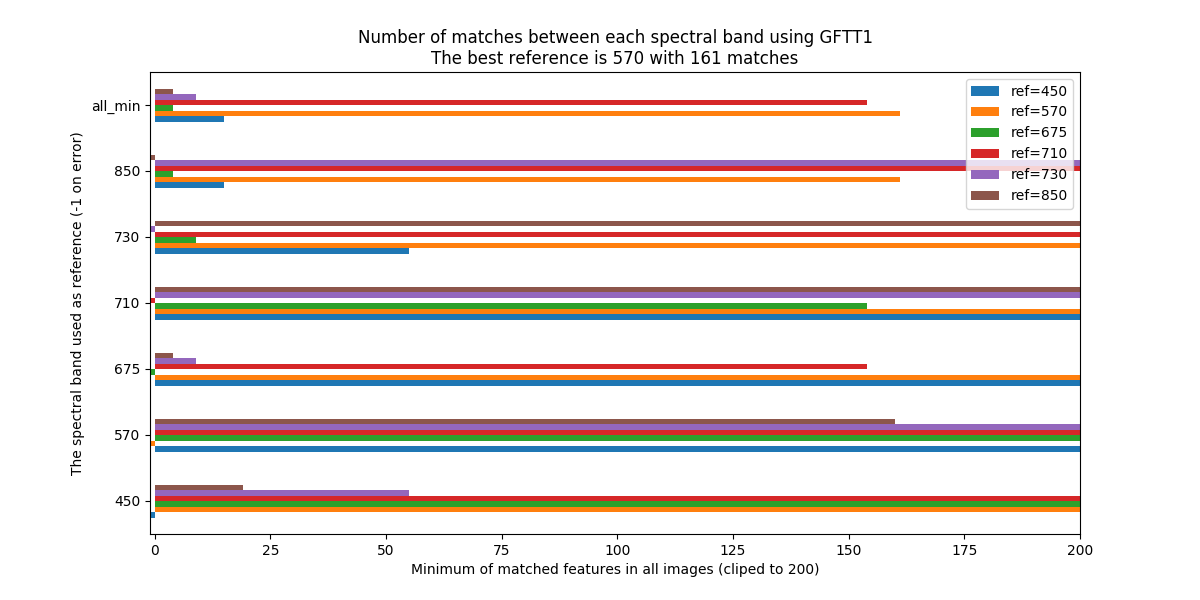 Number of matches between each spectral band using GFTT1
The best reference is 570 with 161 matches
ref=450
ref=570
ref=675
ref=710
ref=730
ref=850
The spectral band used as reference (-1 on error)
all_min
850
730
710
675
570
450
0 25 50 75 100 125 150 175 200
Minimum of matched features in all images (cliped to 200)